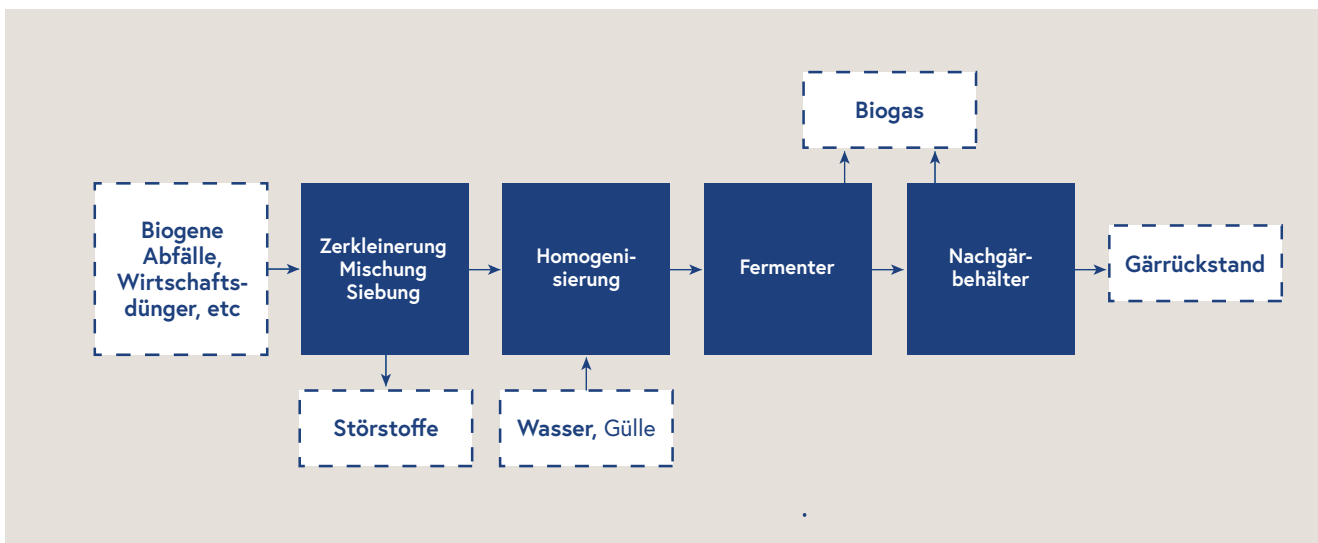 Biogas
Biogene
Abfälle,
Wirtschafts-
dünger, etc
Zerkleinerung
Mischung
Siebung
Homogeni-
sierung
Fermenter
Nachgär-
behälter
Gärrückstand
Störstoffe
Wasser, Gülle